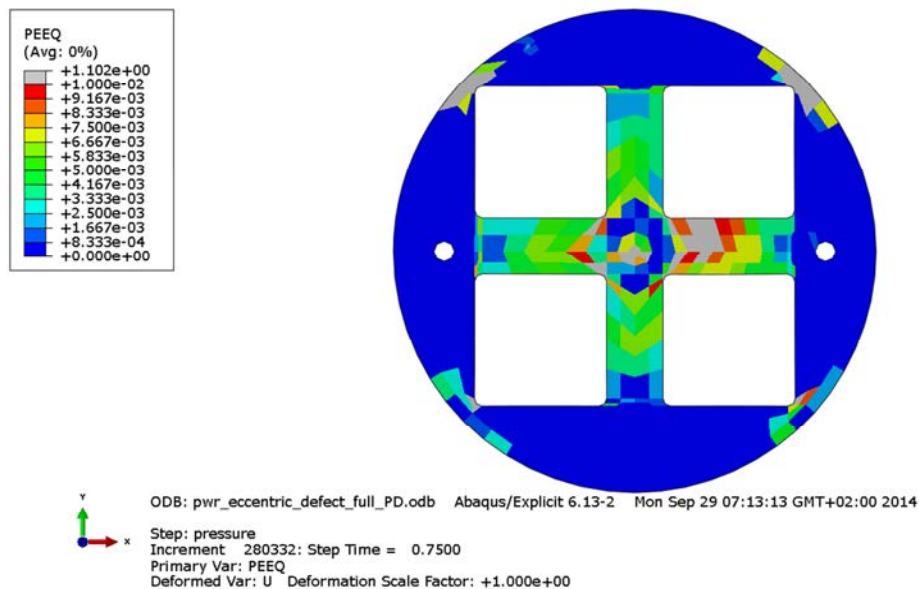 PEEQ
(Avg: 0%)
+1.102e+00
+1.000e-02
+9.167e-03
+8.333e-03
+7.500e-03
+6.667e-03
+5.833e-03
+5.000e-03
+4.167e-03
+3.333e-03
+2.500e-03
+1.667e-03
+8.333e-04
+0.000e+00
Y
X
ODB: pwr_eccentric_defect_full_PD.odb Abaqus/Explicit 6.13-2 Mon Sep 29 07:13:13 GMT+02:00 2014
Step: pressure
Increment 280332: Step Time = 0.7500
Primary Var: PEEQ
Deformed Var: U Deformation Scale Factor: +1.000e+00